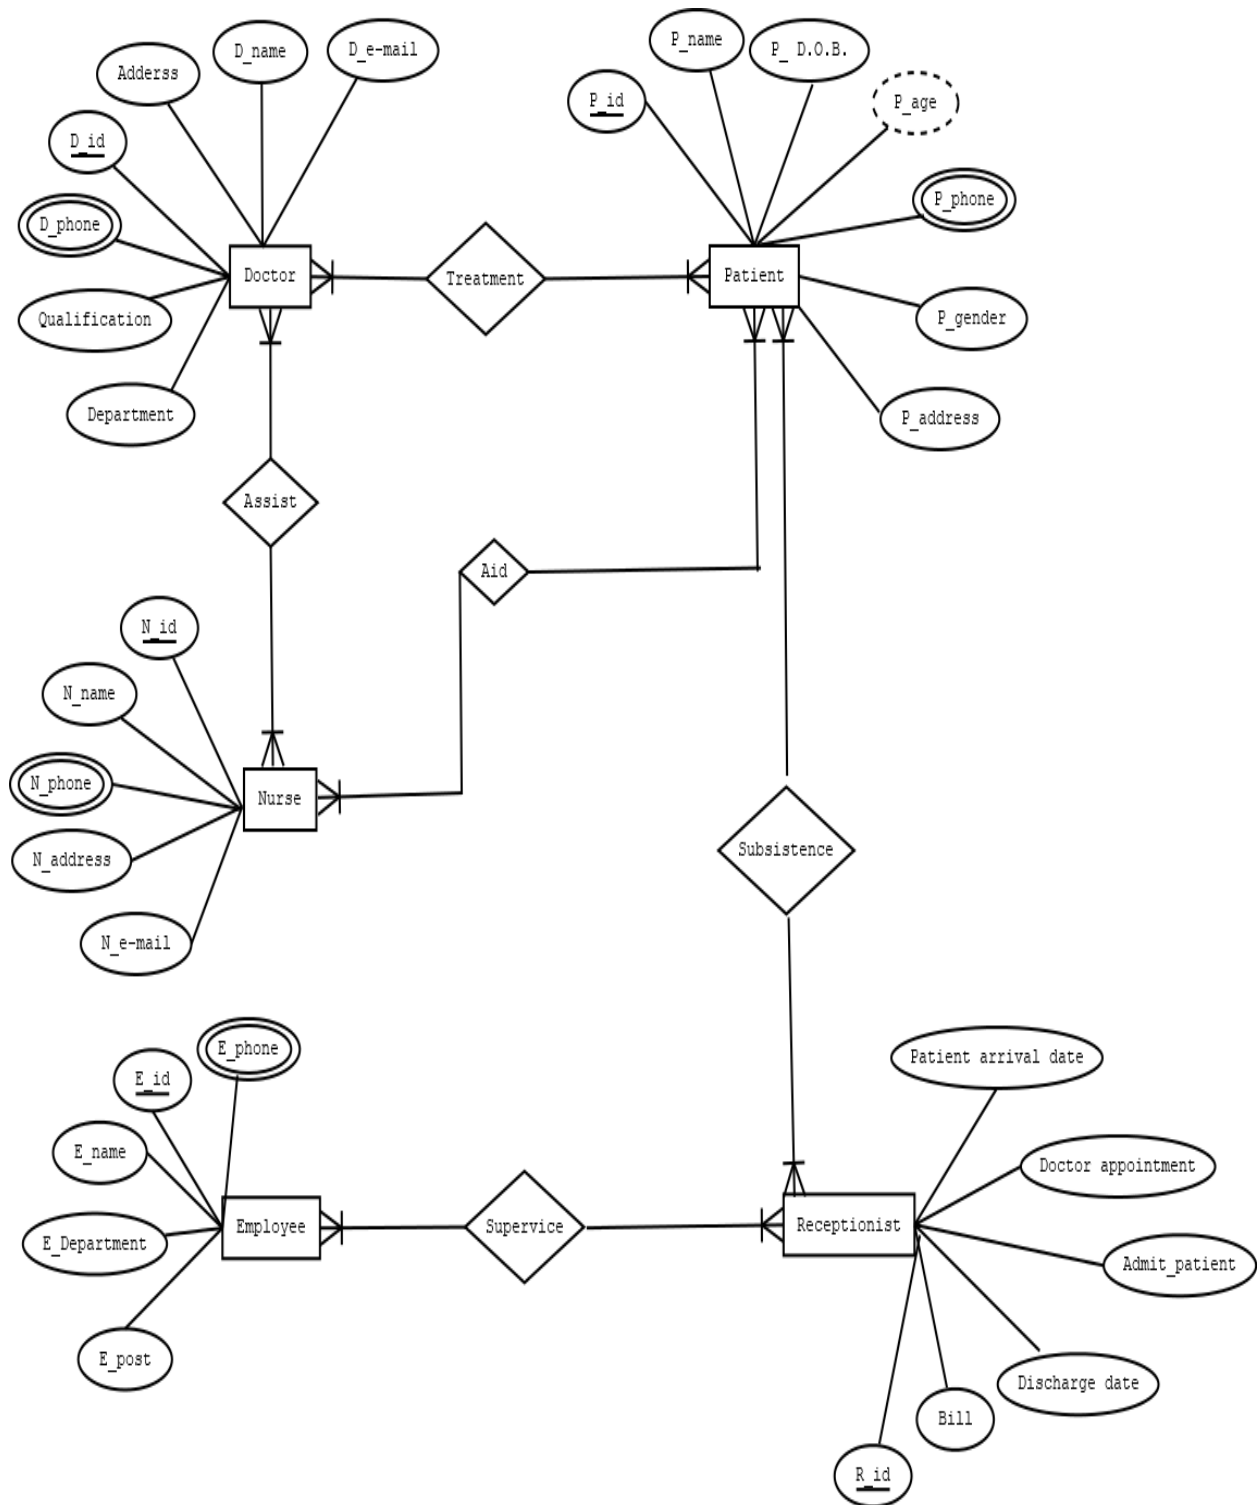 D_name
D_e-mail
Adderss
D_id
D_phone
Qualification
Department
Doctor
Treatment
P_name
P_ D.O.B.
P_id
P_age
P_phone
Patient
P_gender
P_address
Assist
Aid
N_id
N_name
N_phone
Nurse
N_address
N_e-mail
Subsistence
E_phone
E_id
E_name
E_Department
Employee
E_post
Supervice
Receptionist
Patient arrival date
Doctor appointment
Admit_patient
Discharge date
Bill
R_id